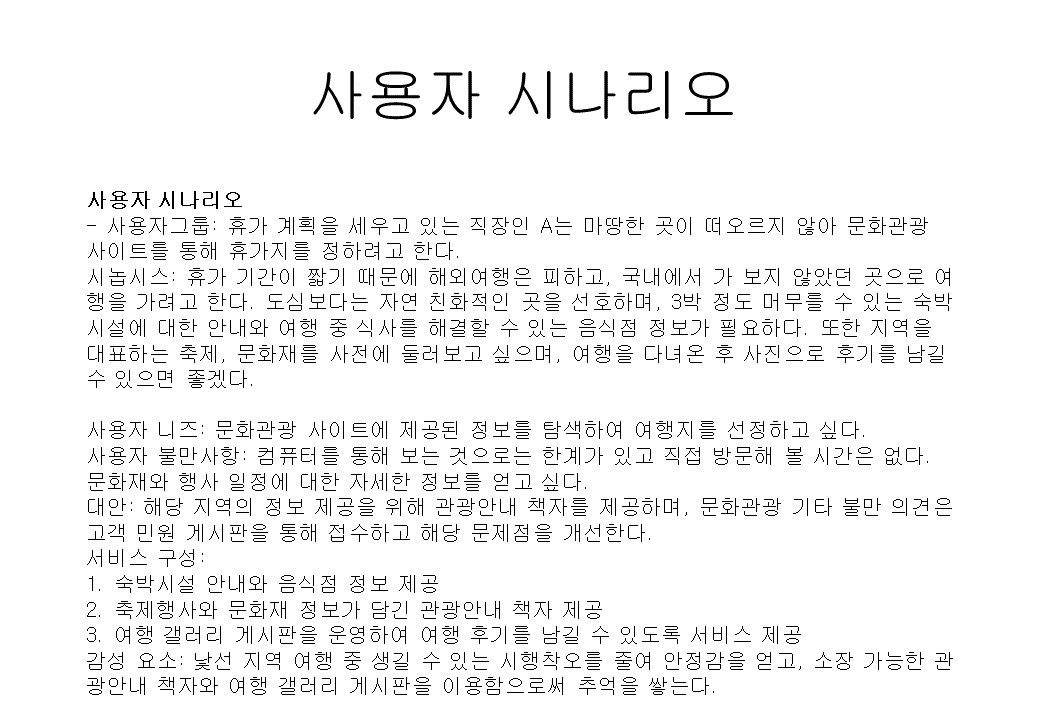 사용자 시나리오
사용자 시나리오
- 사용자그룹: 휴가 계획을 세우고 있는 직장인 A는 마땅한 곳이 떠오르지 않아 문화관광
사이트를 통해 휴가지를 정하려고 한다.
시놉시스: 휴가 기간이 짧기 때문에 해외여행은 피하고, 국내에서 가 보지 않았던 곳으로 여
행을 가려고 한다. 도심보다는 자연 친화적인 곳을 선호하며, 3박 정도 머무를 수 있는 숙박
시설에 대한 안내와 여행 중 식사를 해결할 수 있는 음식점 정보가 필요하다. 또한 지역을
대표하는 축제, 문화재를 사전에 둘러보고 싶으며, 여행을 다녀온 후 사진으로 후기를 남길
수 있으면 좋겠다.
사용자 니즈: 문화관광 사이트에 제공된 정보를 탐색하여 여행지를 선정하고 싶다.
사용자 불만사항: 컴퓨터를 통해 보는 것으로는 한계가 있고 직접 방문해 볼 시간은 없다.
문화재와 행사 일정에 대한 자세한 정보를 얻고 싶다.
대안: 해당 지역의 정보 제공을 위해 관광안내 책자를 제공하며, 문화관광 기타 불만 의견은
고객 민원 게시판을 통해 접수하고 해당 문제점을 개선한다.
서비스 구성:
1. 숙박시설 안내와 음식점 정보 제공
2. 축제행사와 문화재 정보가 담긴 관광안내 책자 제공
3. 여행 갤러리 게시판을 운영하여 여행 후기를 남길 수 있도록 서비스 제공
감성 요소: 낯선 지역 여행 중 생길 수 있는 시행착오를 줄여 안정감을 얻고, 소장 가능한 관
광안내 책자와 여행 갤러리 게시판을 이용함으로써 추억을 쌓는다.